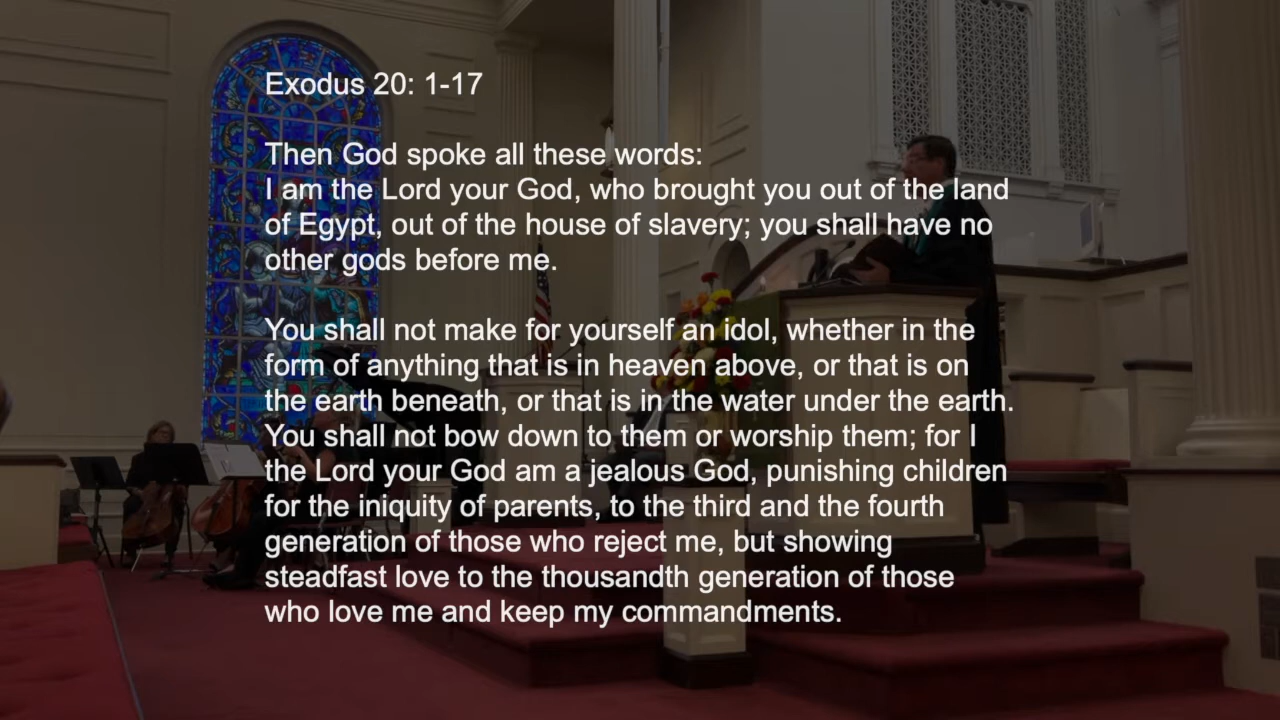 Exodus 20: 1-17
Then God spoke all these words:
I am the Lord your God, who brought you out of the land
of Egypt, out of the house of slavery; you shall have no
other gods before me.
You shall not make for yourself an idol, whether in the
form of anything that is in heaven above, or that is on
the earth beneath, or that is in the water under the earth.
You shall not bow down to them or worship them; for I
the Lord your God am a jealous God, punishing children
for the iniquity of parents, to the third and the fourth
generation of those who reject me, but showing
steadfast love to the thousandth generation of those
who love me and keep my commandments.